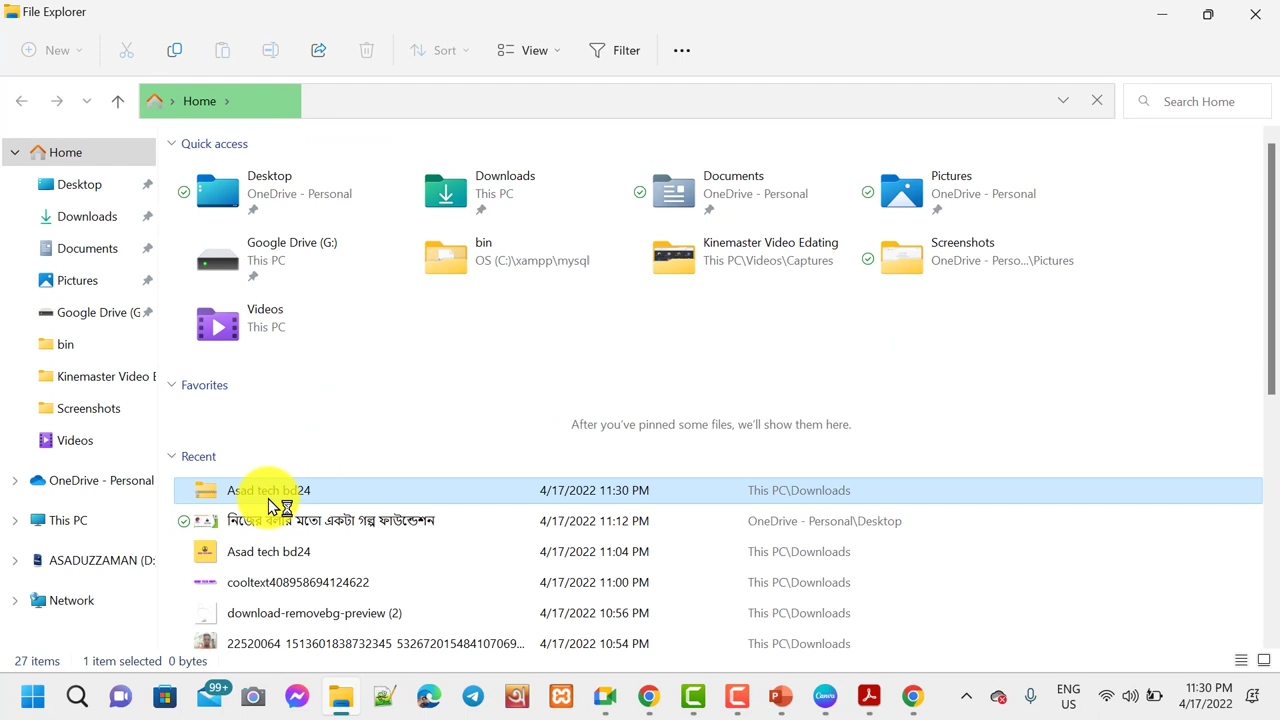 File Explorer
New
Sort
View
Filter
Home
Search Home
Home
Desktop
Downloads
Documents
Pictures
Google Drive (G
bin
Kinemaster Video E
Screenshots
Videos
OneDrive - Personal
This PC
ASADUZZAMAN (D:
Network
Quick access
Desktop
OneDrive - Personal
Downloads
This PC
Documents
OneDrive - Personal
Pictures
OneDrive - Personal
Google Drive (G:)
This PC
bin
OS (C:)\xampp\mysql
Kinemaster Video Edating
This PC\Videos\Captures
Screenshots
OneDrive - Perso...\Pictures
Videos
This PC
Favorites
After you've pinned some files, we'll show them here.
Recent
Asad tech bd24 4/17/2022 11:30 PM This PC\Downloads
নিজের বলার মতো একটা গল্প ফাউন্ডেশন 4/17/2022 11:12 PM OneDrive - Personal\Desktop
Asad tech bd24 4/17/2022 11:04 PM This PC\Downloads
cooltext408958694124622 4/17/2022 11:00 PM This PC\Downloads
download-removebg-preview (2) 4/17/2022 10:56 PM This PC\Downloads
22520064_1513601838732345_532672015484107069... 4/17/2022 10:54 PM This PC\Downloads
27 items 1 item selected 0 bytes
99+
ENG
US
11:30 PM
4/17/2022